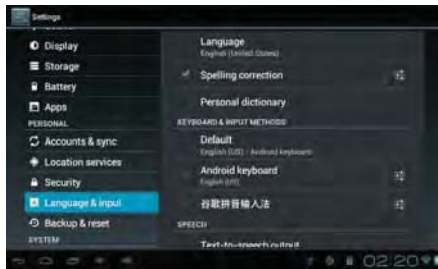 Settings
Display
Storage
Battery
Apps
PERSONAL
Accounts & sync
Location services
Security
Language & input
Backup & reset
SYSTEM
Language
English (United States)
Spelling correction
Personal dictionary
KEYBOARD & INPUT METHODS
Default
English (US) - Android keyboard
Android keyboard
English (US)
谷歌拼音输入法
SPEECH
Text-to-speech output
02:20